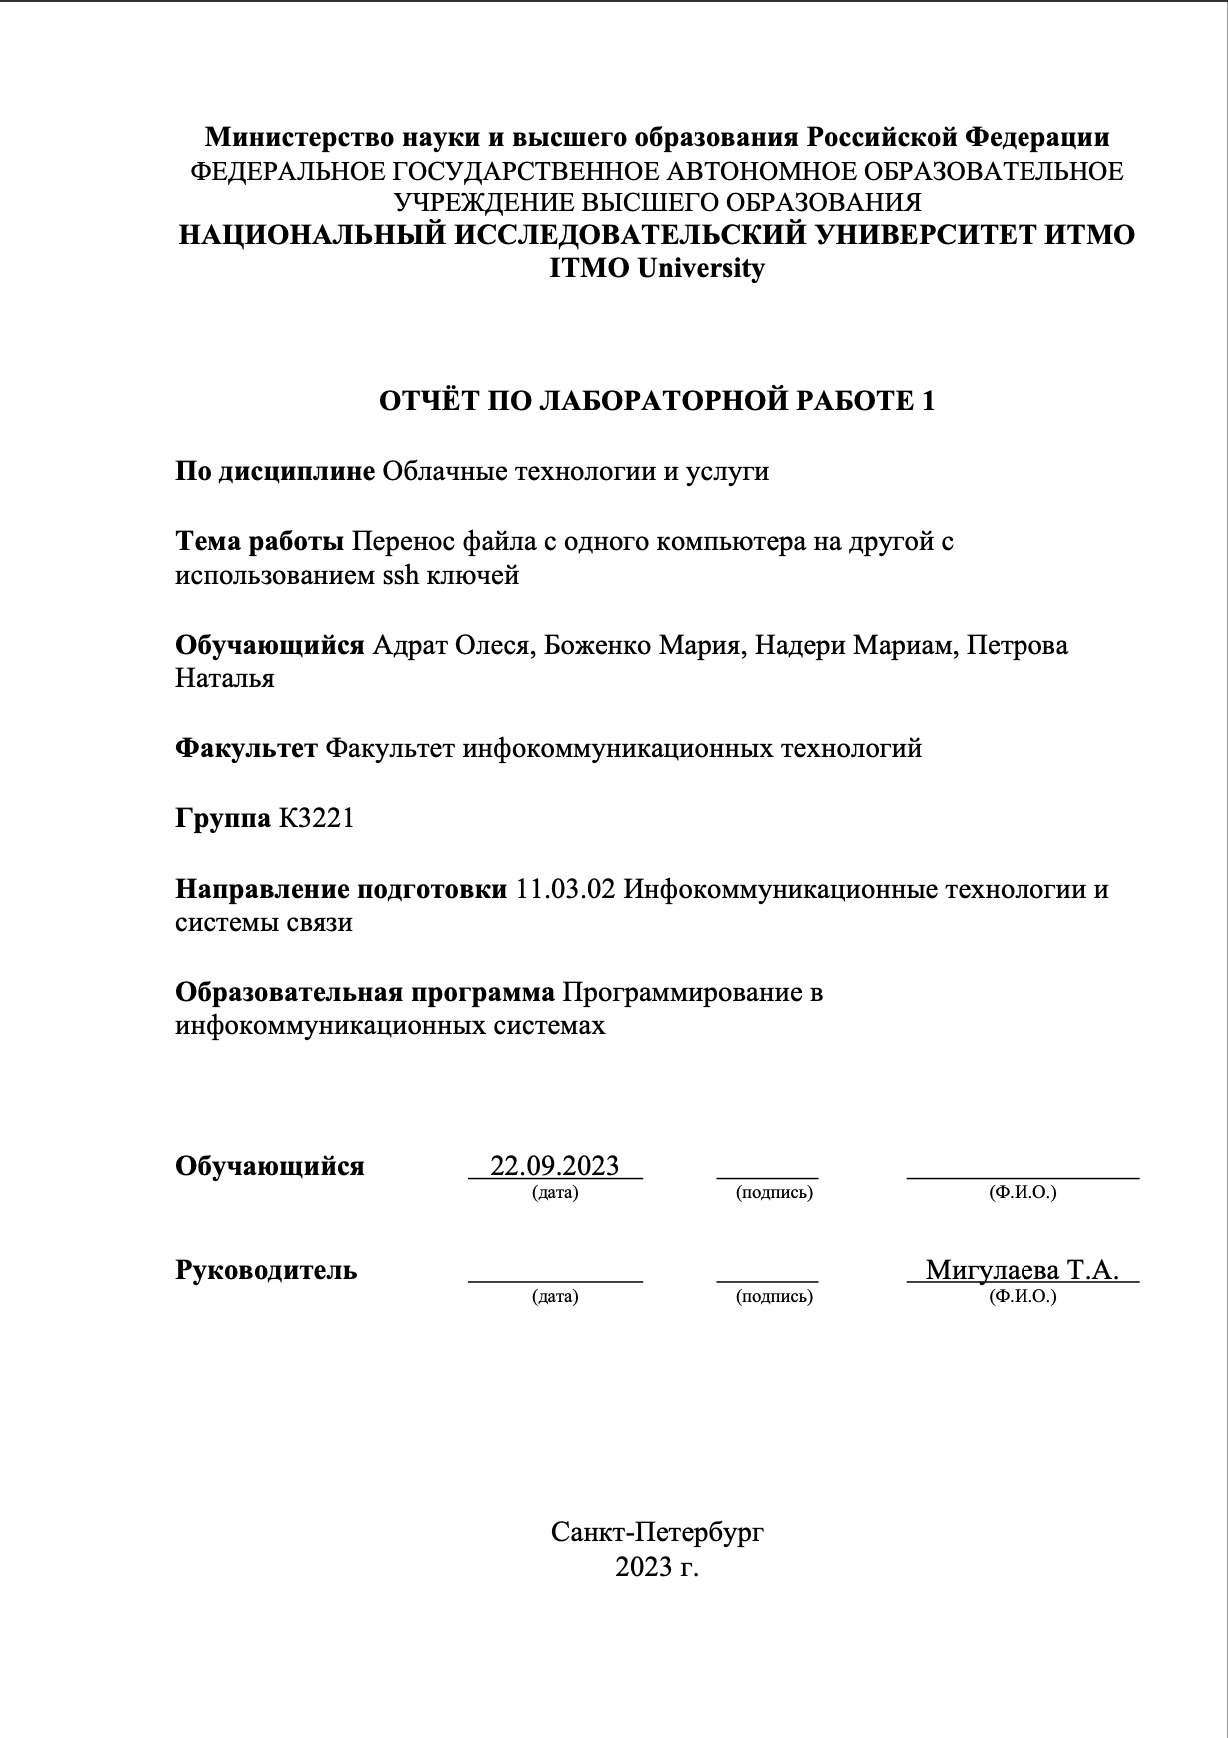 Министерство науки и высшего образования Российской Федерации
ФЕДЕРАЛЬНОЕ ГОСУДАРСТВЕННОЕ АВТОНОМНОЕ ОБРАЗОВАТЕЛЬНОЕ
УЧРЕЖДЕНИЕ ВЫСШЕГО ОБРАЗОВАНИЯ
НАЦИОНАЛЬНЫЙ ИССЛЕДОВАТЕЛЬСКИЙ УНИВЕРСИТЕТ ИТМО
ITMO University
ОТЧЁТ ПО ЛАБОРАТОРНОЙ РАБОТЕ 1
По дисциплине Облачные технологии и услуги
Тема работы Перенос файла с одного компьютера на другой с
использованием ssh ключей
Обучающийся Адрат Олеся, Боженко Мария, Надери Мариам, Петрова
Наталья
Факультет Факультет инфокоммуникационных технологий
Группа К3221
Направление подготовки 11.03.02 Инфокоммуникационные технологии и
системы связи
Образовательная программа Программирование в
инфокоммуникационных системах
Обучающийся 22.09.2023
(дата) (подпись) (Ф.И.О.)
Руководитель Мигулаева Т.А.
(дата) (подпись) (Ф.И.О.)
Санкт-Петербург
2023 г.